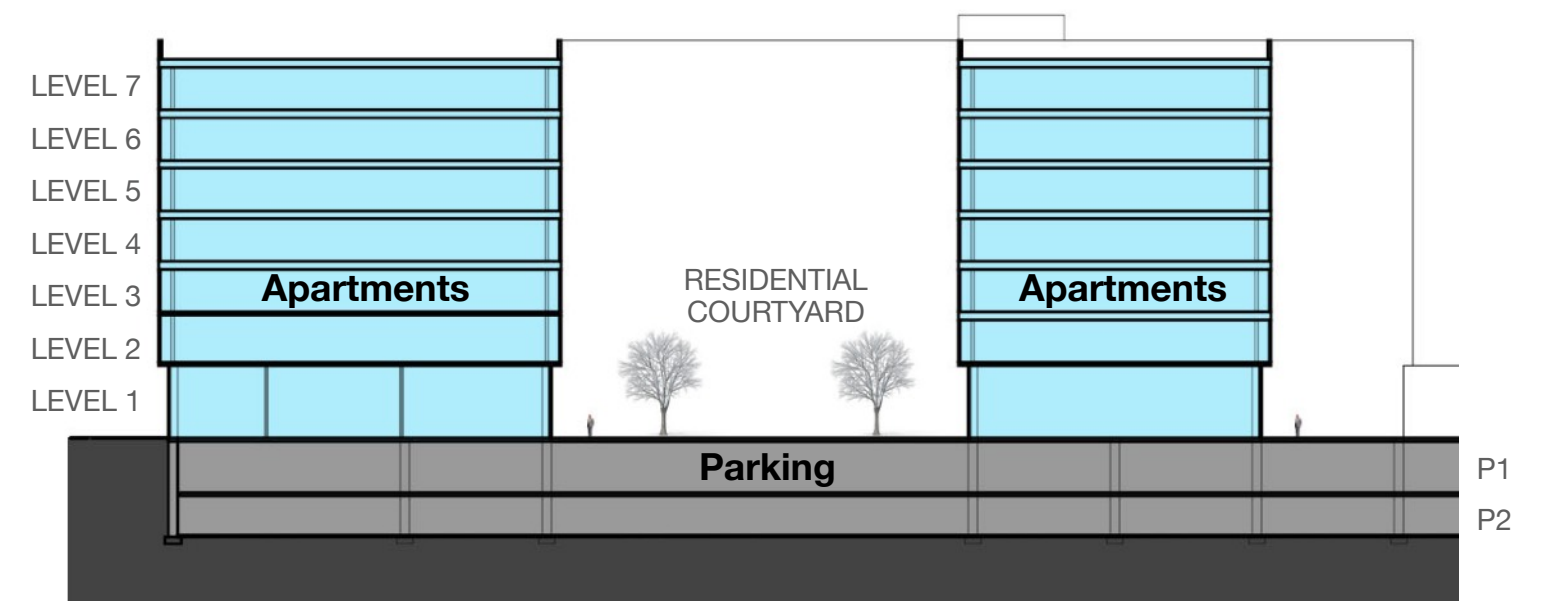 LEVEL 7
LEVEL 6
LEVEL 5
LEVEL 4
LEVEL 3
LEVEL 2
LEVEL 1
Apartments
RESIDENTIAL
COURTYARD
Apartments
Parking
P1
P2